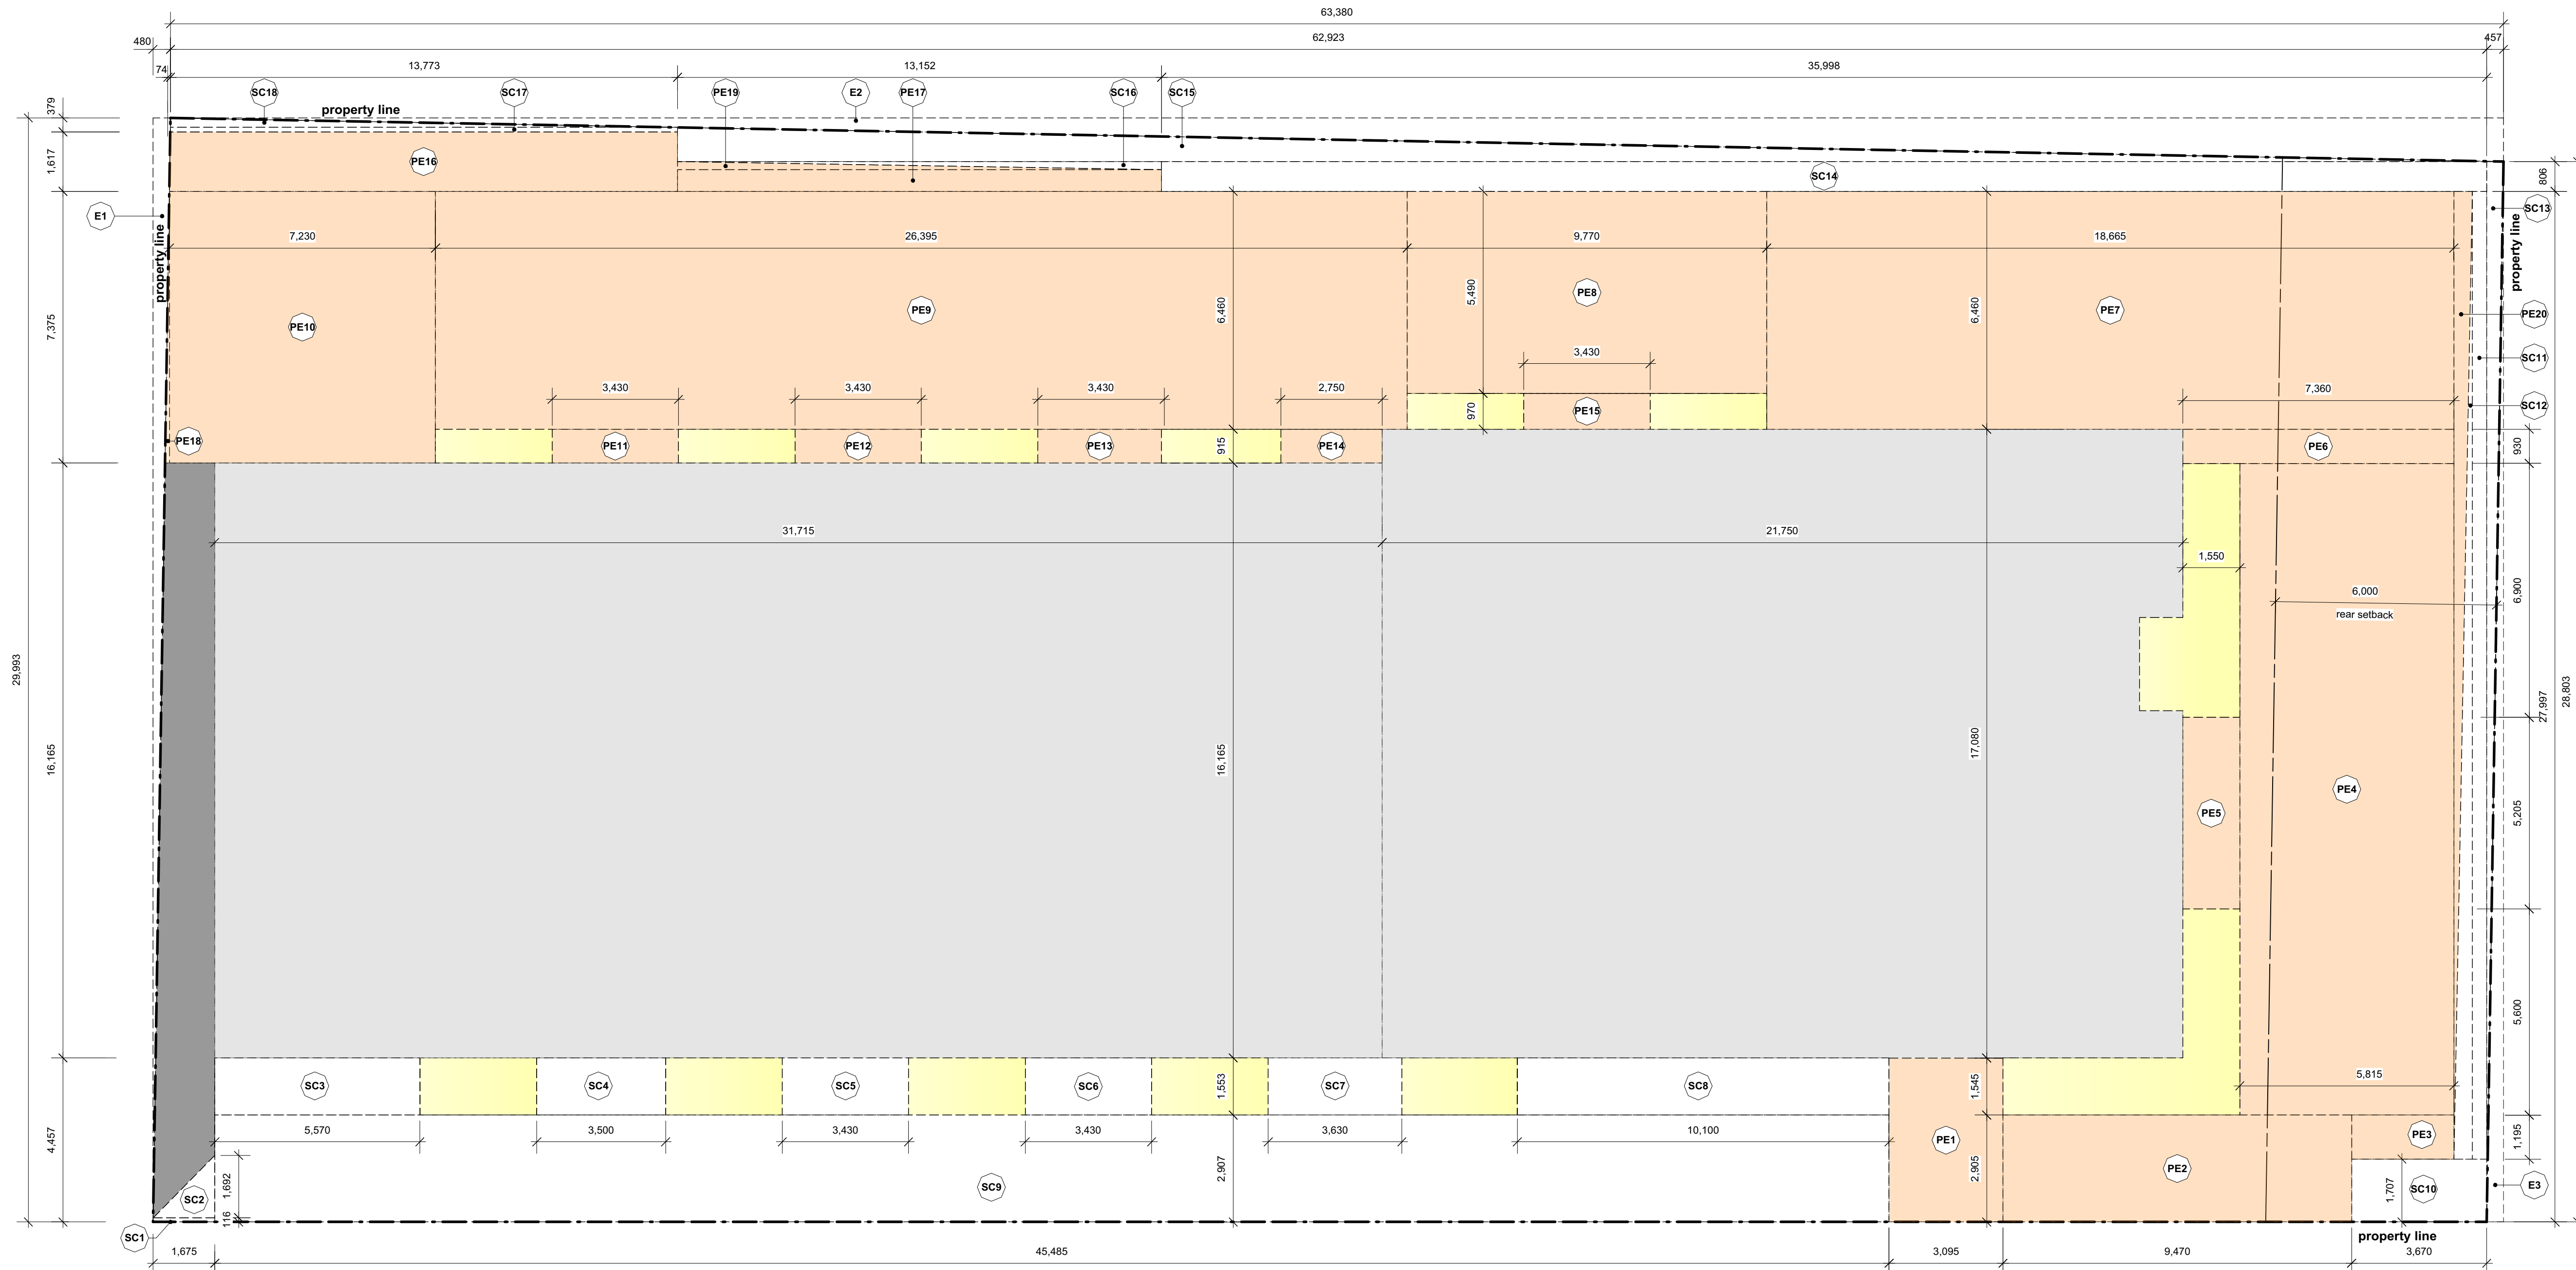 63,380
480
62,923
457
74
13,773
13,152
35,998
SC18
SC17
PE19
E2
PE17
SC16
SC15
379
property line
1,617
PE16
SC14
806
E1
property line
SC13
property line
7,230
26,395
9,770
18,665
7,375
PE10
PE9
6,460
5,490
PE8
6,460
PE7
PE20
SC11
3,430
3,430
3,430
3,430
2,750
7,360
SC12
970
PE15
PE18
PE11
PE12
PE13
915
PE14
PE6
930
31,715
21,750
1,550
6,000
rear setback
6,900
29,993
16,165
16,165
17,080
27,997
28,803
PE4
PE5
5,205
5,600
SC3
SC4
SC5
SC6
1,553
SC7
SC8
1,545
5,815
4,457
5,570
3,500
3,430
3,430
3,630
10,100
PE1
PE3
1,195
1,692
SC2
SC9
2,907
2,905
PE2
1,707
SC10
E3
116
SC1
property line
1,675
45,485
3,095
9,470
3,670